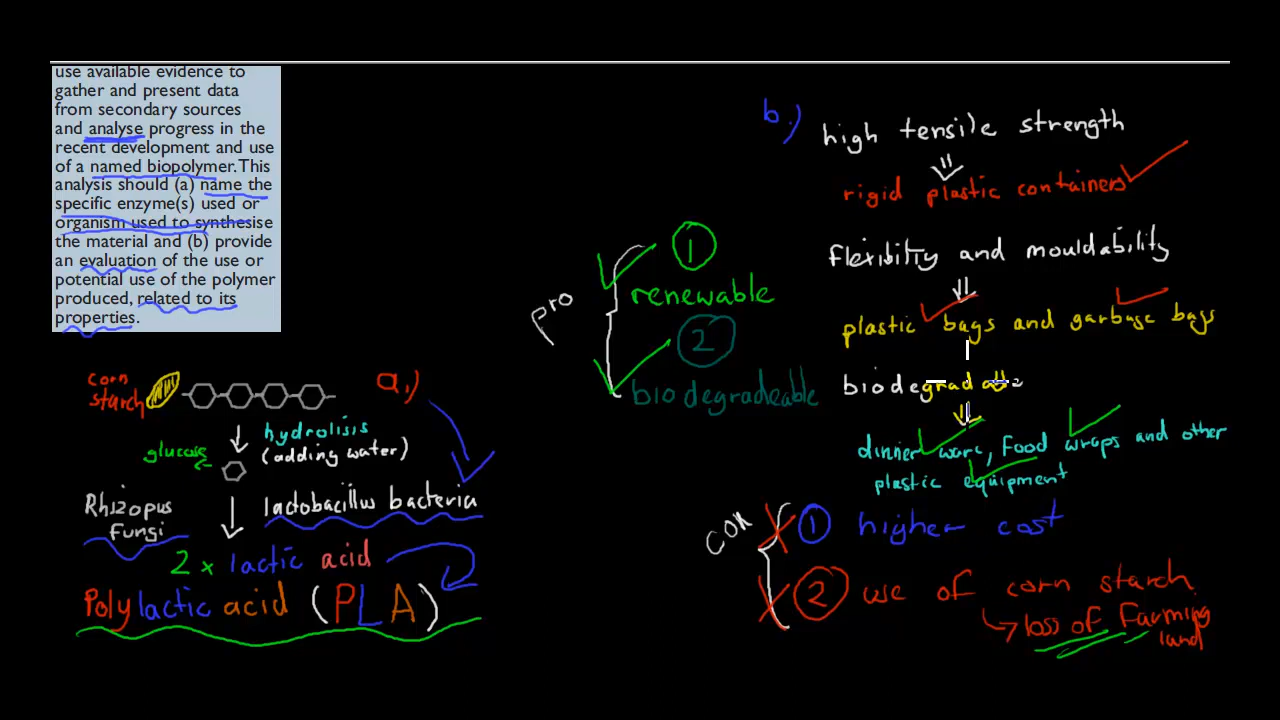 use available evidence to
gather and present data
from secondary sources
and analyse progress in the
recent development and use
of a named biopolymer. This
analysis should (a) name the
specific enzyme(s) used or
organism used to synthesise
the material and (b) provide
an evaluation of the use or
potential use of the polymer
produced, related to its
properties.
corn
starch
a.)
hydrolisis
(adding water)
glucose
lactobacillus bacteria
Rhizopus
Fungi
2 x lactic acid
Polylactic acid (PLA)
pro
1
renewable
2
biodegradeable
b.)
high tensile strength
rigid plastic containers
flexibility and mouldability
plastic bags and garbage bags
dinner ware, food wraps and other
plastic equipment
con
1 higher cost
2 use of corn starch
loss of farming
land